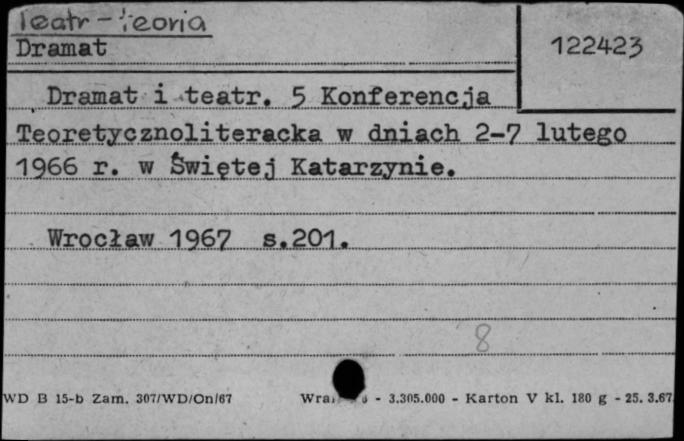 Teatr - teoria
Dramat
122423
Dramat i teatr. 5 Konferencja
Teoretycznoliteracka w dniach 2-7 lutego
1966 r. w Świętej Katarzynie.
Wrocław 1967 s.201.
8
WD B 15-b Zam. 307/WD/On/67 - 3.305.000 - Karton V kl. 180 g - 25. 3.67